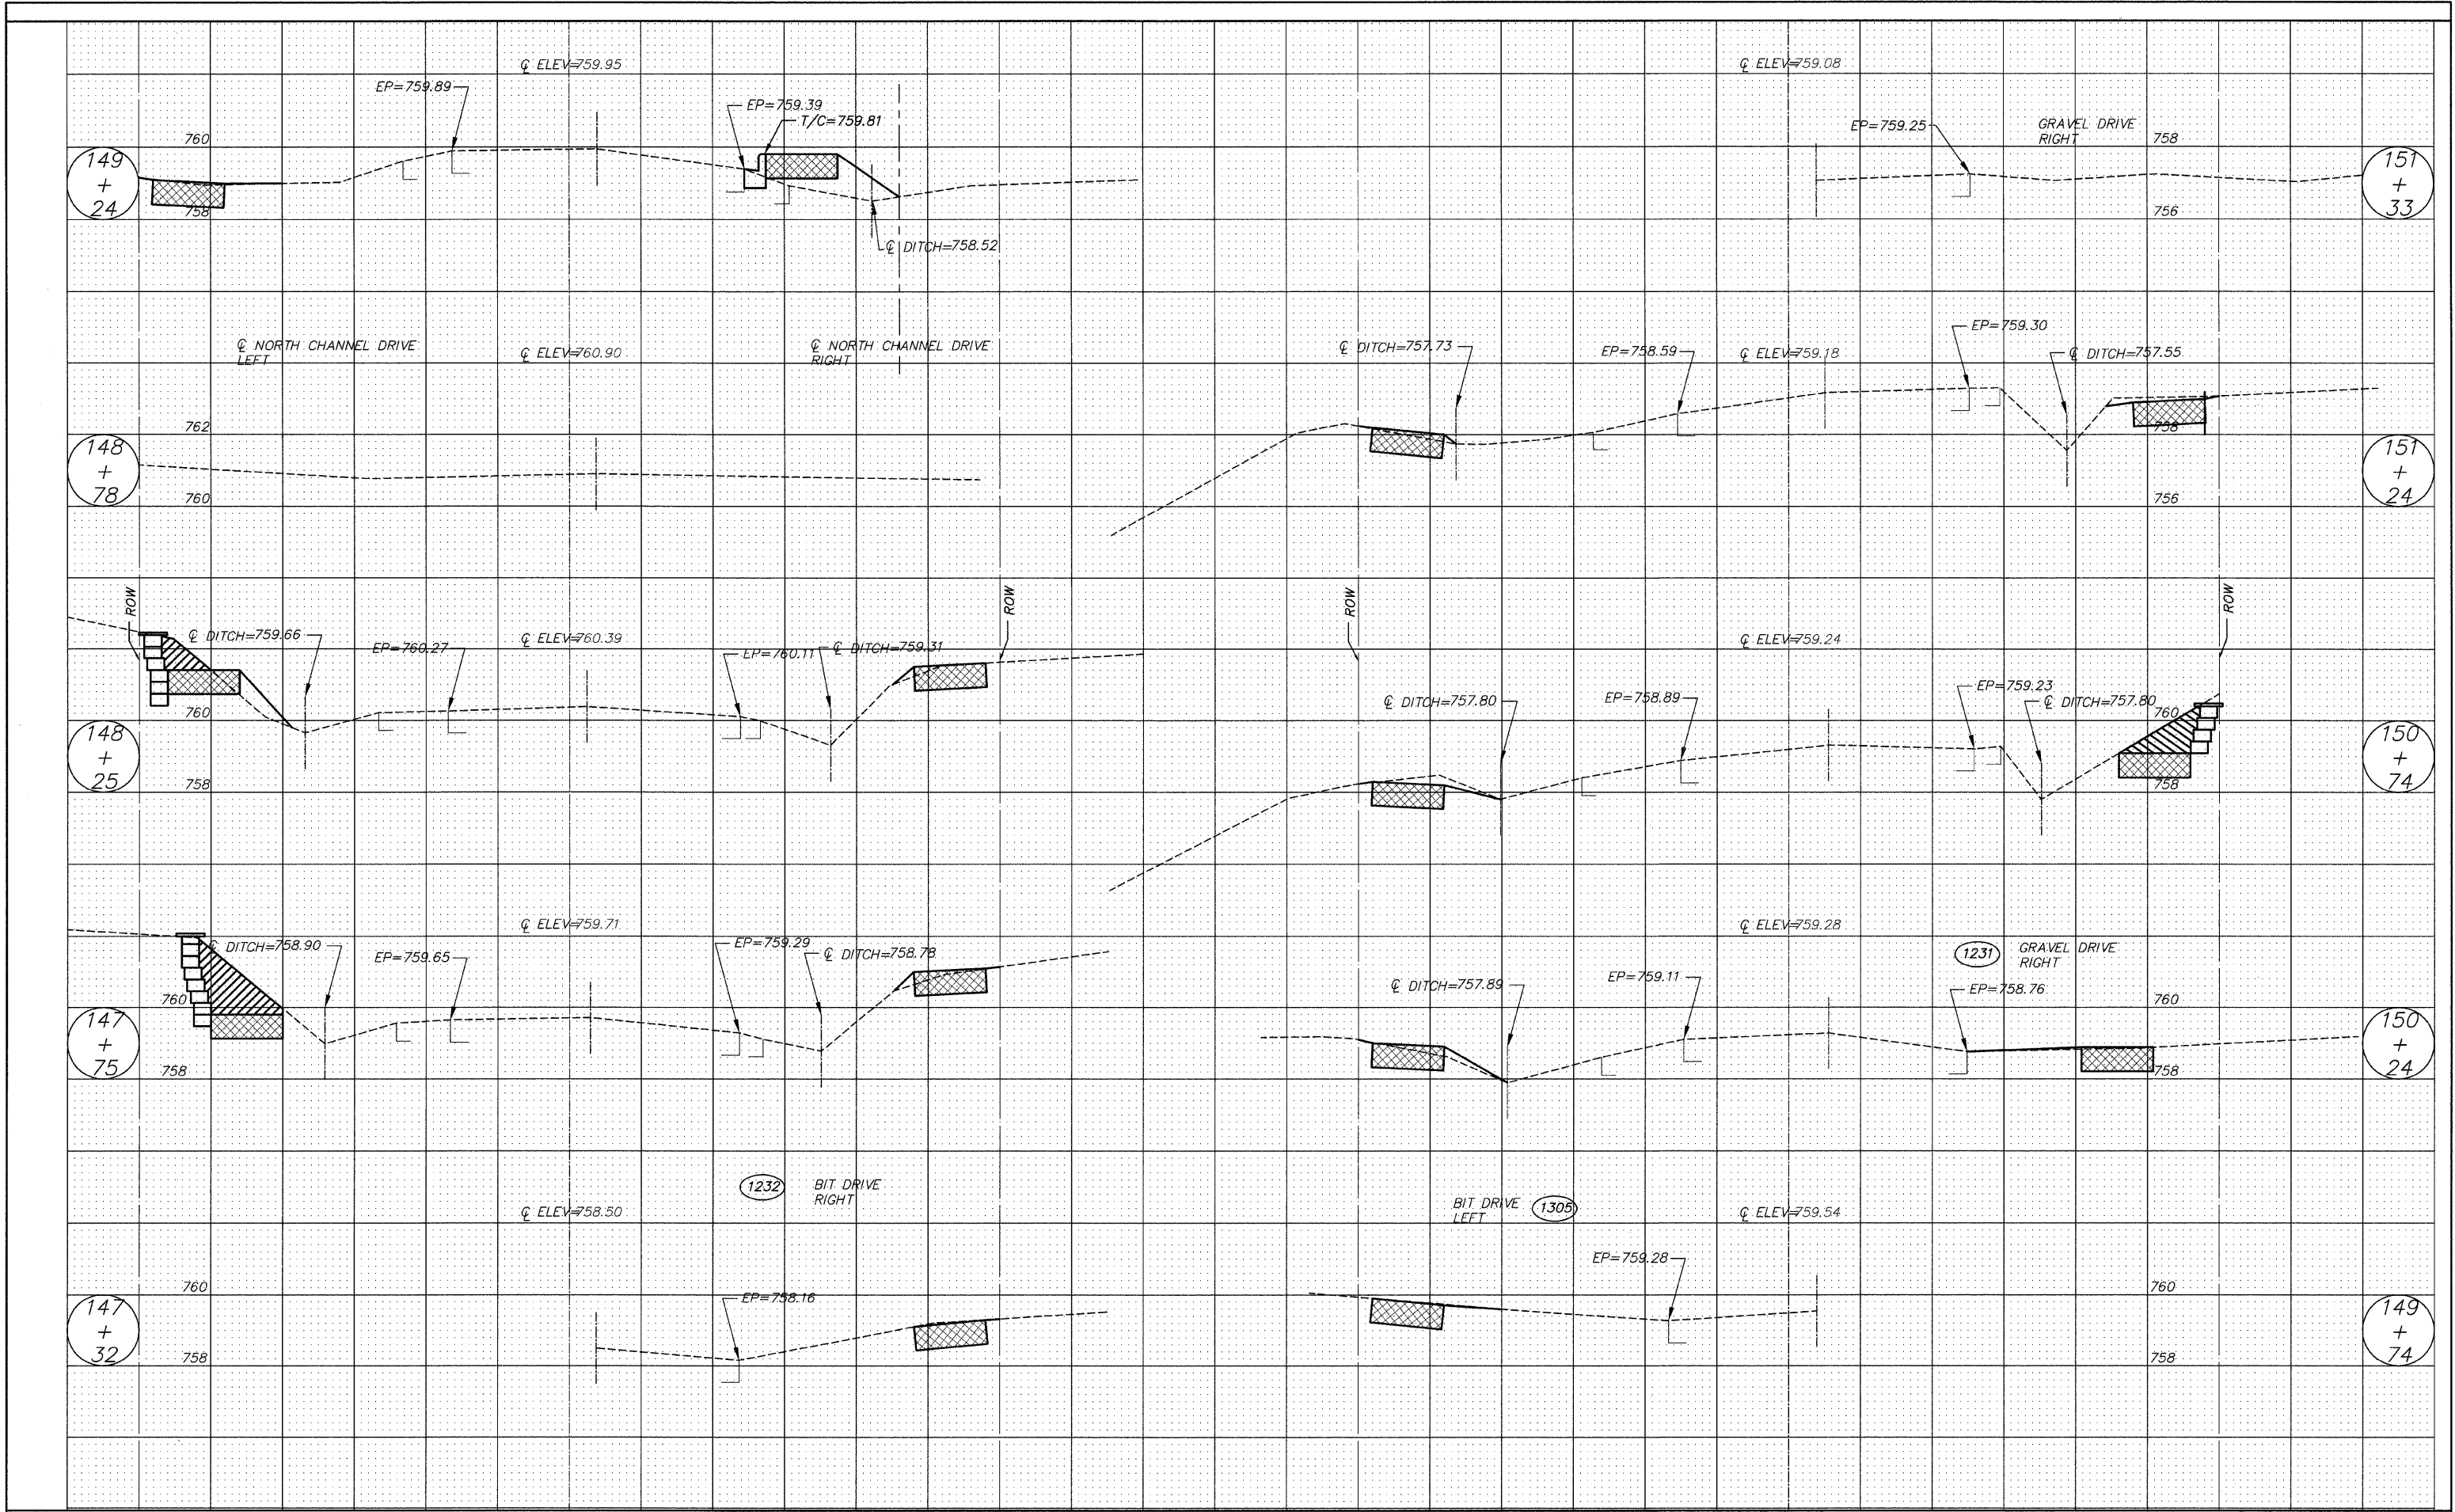 ℄ ELEV=759.95
EP=759.89
EP=759.39
T/C=759.81
760
149
+
24
758
℄ DITCH=758.52
℄ NORTH CHANNEL DRIVE
LEFT
℄ ELEV=760.90
℄ NORTH CHANNEL DRIVE
RIGHT
762
148
+
78
760
ROW
ROW
℄ DITCH=759.66
EP=760.27
℄ ELEV=760.39
EP=760.11
℄ DITCH=759.31
760
148
+
25
758
℄ ELEV=759.71
℄ DITCH=758.90
EP=759.65
EP=759.29
℄ DITCH=758.78
760
147
+
75
758
1232
BIT DRIVE
RIGHT
℄ ELEV=758.50
760
EP=758.16
147
+
32
758
℄ ELEV=759.08
EP=759.25
GRAVEL DRIVE
RIGHT
758
151
+
33
756
℄ DITCH=757.73
EP=758.59
℄ ELEV=759.18
EP=759.30
℄ DITCH=757.55
758
151
+
24
756
ROW
ROW
℄ ELEV=759.24
℄ DITCH=757.80
EP=758.89
EP=759.23
℄ DITCH=757.80
760
150
+
74
758
℄ ELEV=759.28
1231
GRAVEL DRIVE
RIGHT
℄ DITCH=757.89
EP=759.11
EP=758.76
760
150
+
24
758
BIT DRIVE
LEFT
1305
℄ ELEV=759.54
EP=759.28
760
149
+
74
758